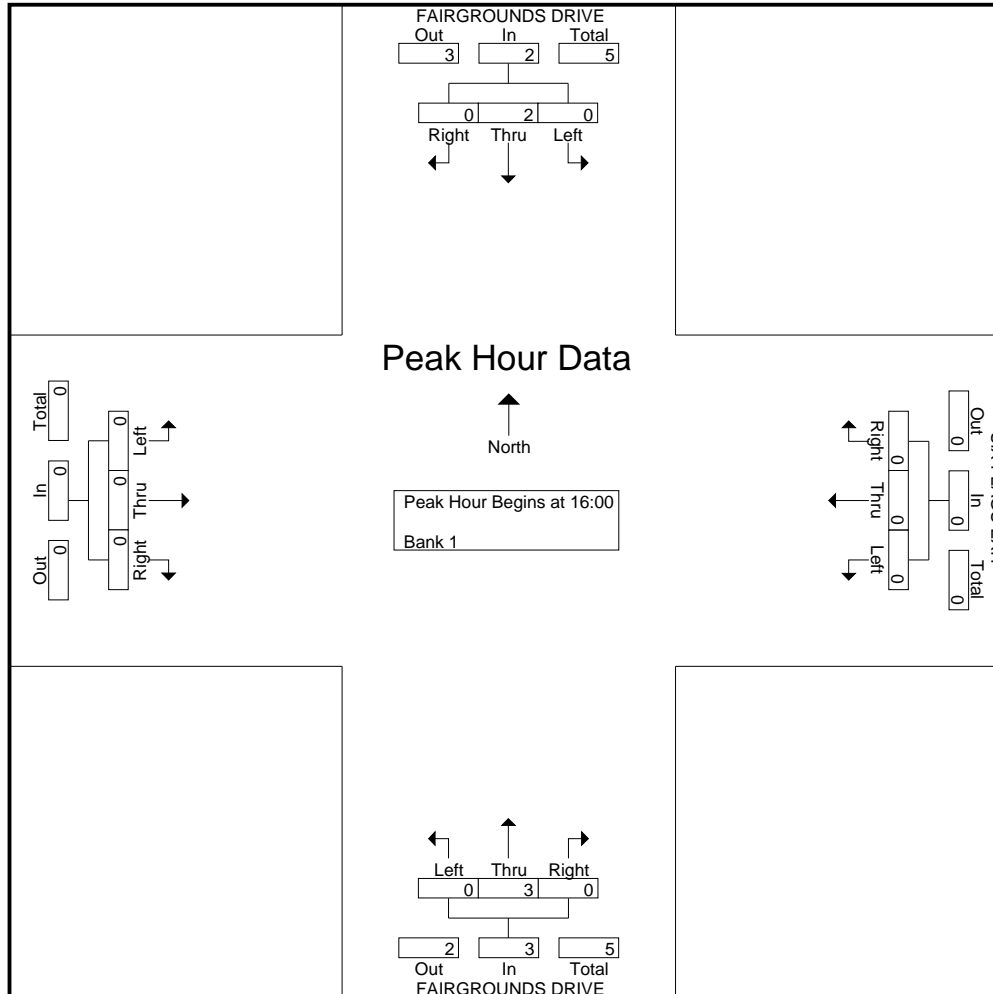 FAIRGROUNDS DRIVE
Out In Total
3 2 5
0 2 0
Right Thru Left
Peak Hour Data
North
Peak Hour Begins at 16:00
Bank 1
Total 0
In 0
Out 0
0 Left
0 Thru
0 Right
Right 0
Thru 0
Left 0
Out 0
In 0
Total 0
Left Thru Right
0 3 0
2 3 5
Out In Total
FAIRGROUNDS DRIVE